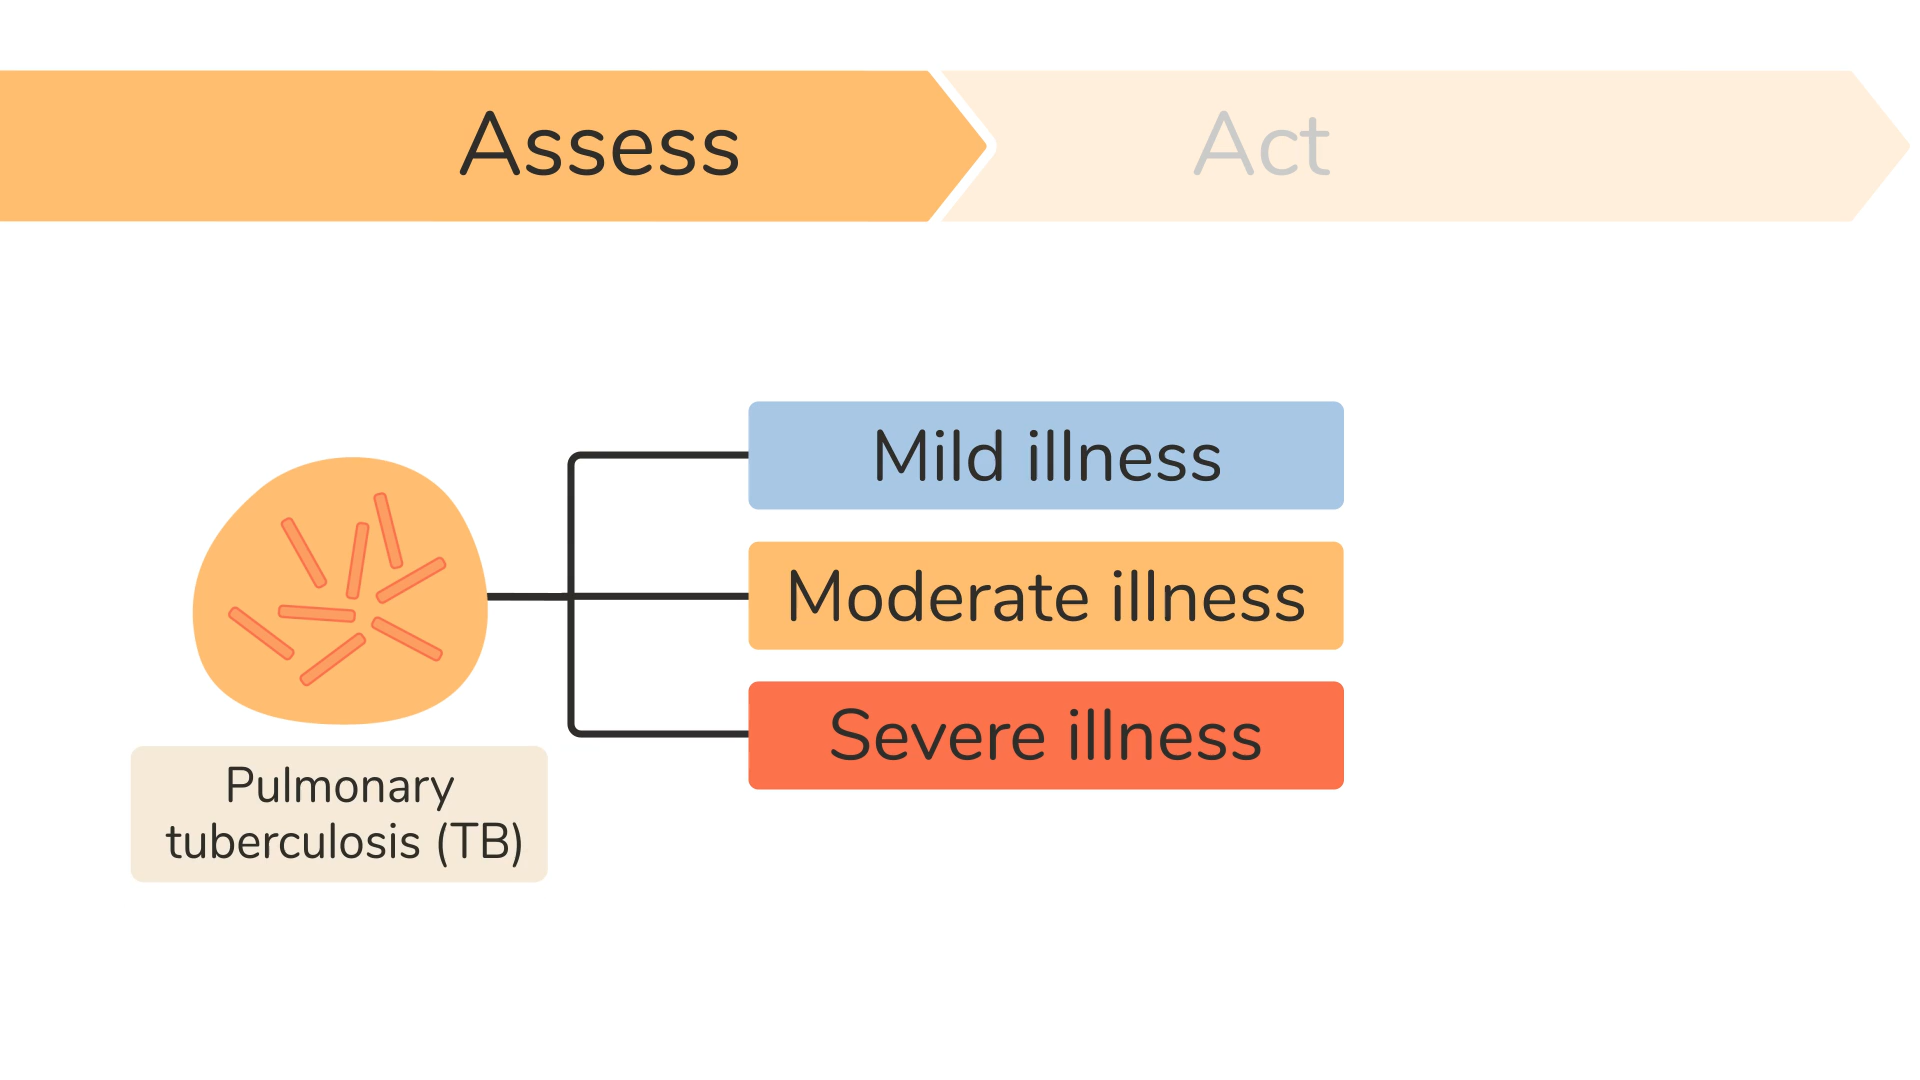 Assess
Act
Mild illness
Moderate illness
Severe illness
Pulmonary
tuberculosis (TB)